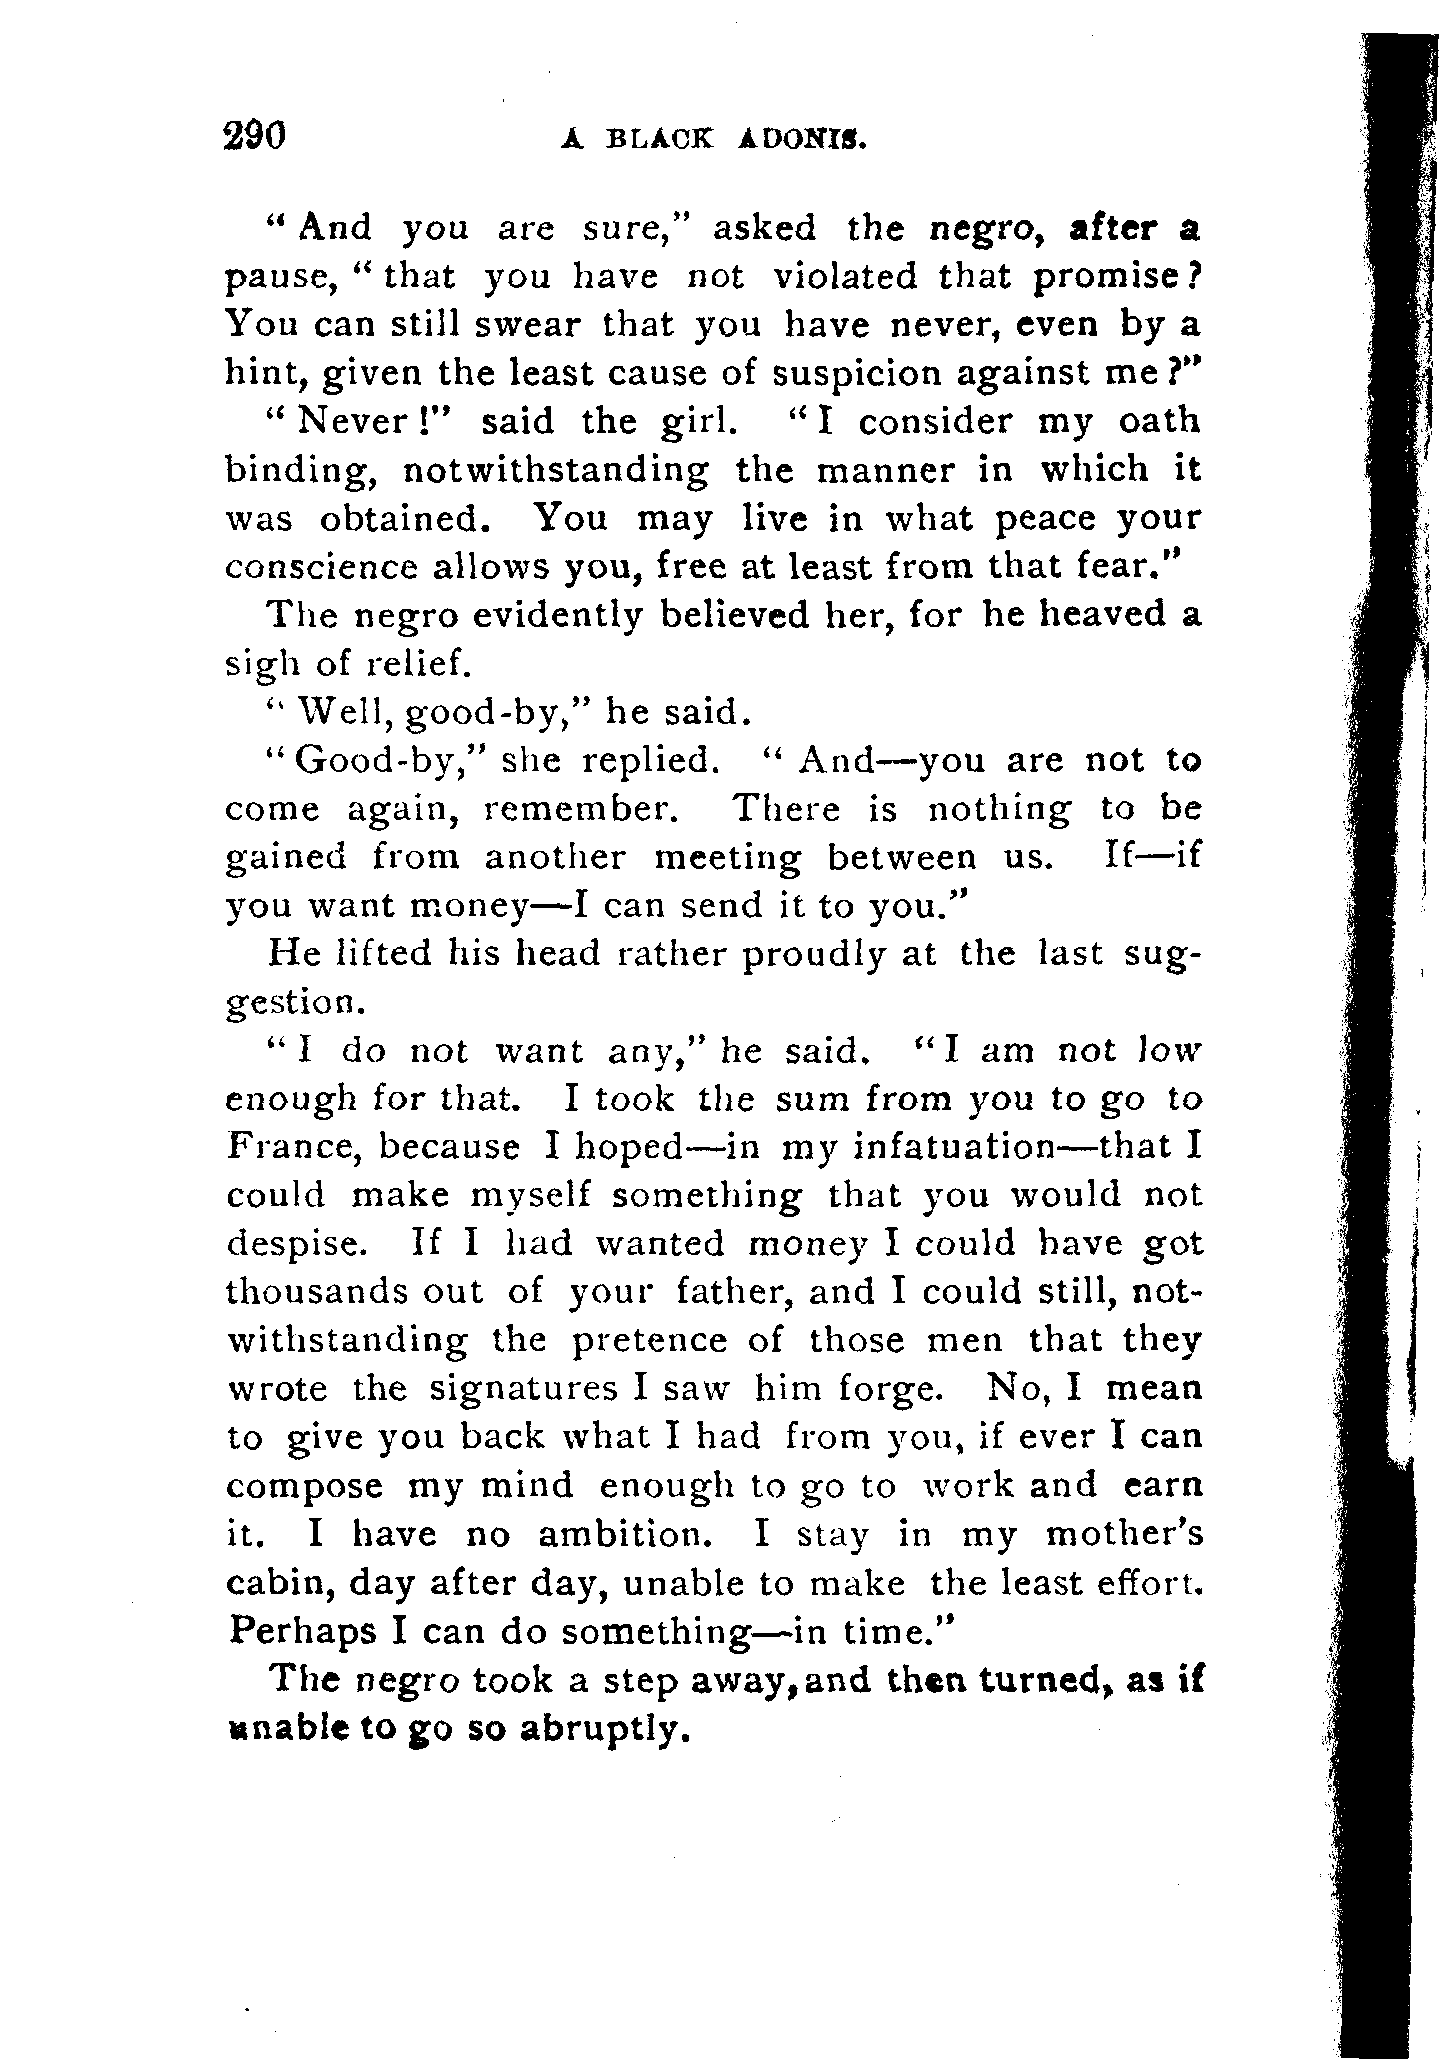 290 A BLACK ADONIS.
" And you are sure," asked the negro, after a
pause, " that you have not violated that promise?
You can still swear that you have never, even by a
hint, given the least cause of suspicion against me?"
" Never!" said the girl. " I consider my oath
binding, notwithstanding the manner in which it
was obtained. You may live in what peace your
conscience allows you, free at least from that fear."
The negro evidently believed her, for he heaved a
sigh of relief.
" Well, good-by," he said.
" Good-by," she replied. " And—you are not to
come again, remember. There is nothing to be
gained from another meeting between us. If—if
you want money—I can send it to you."
He lifted his head rather proudly at the last sug-
gestion.
" I do not want any," he said. " I am not low
enough for that. I took the sum from you to go to
France, because I hoped—in my infatuation—that I
could make myself something that you would not
despise. If I had wanted money I could have got
thousands out of your father, and I could still, not-
withstanding the pretence of those men that they
wrote the signatures I saw him forge. No, I mean
to give you back what I had from you, if ever I can
compose my mind enough to go to work and earn
it. I have no ambition. I stay in my mother's
cabin, day after day, unable to make the least effort.
Perhaps I can do something—in time."
The negro took a step away, and then turned, as if
unable to go so abruptly.